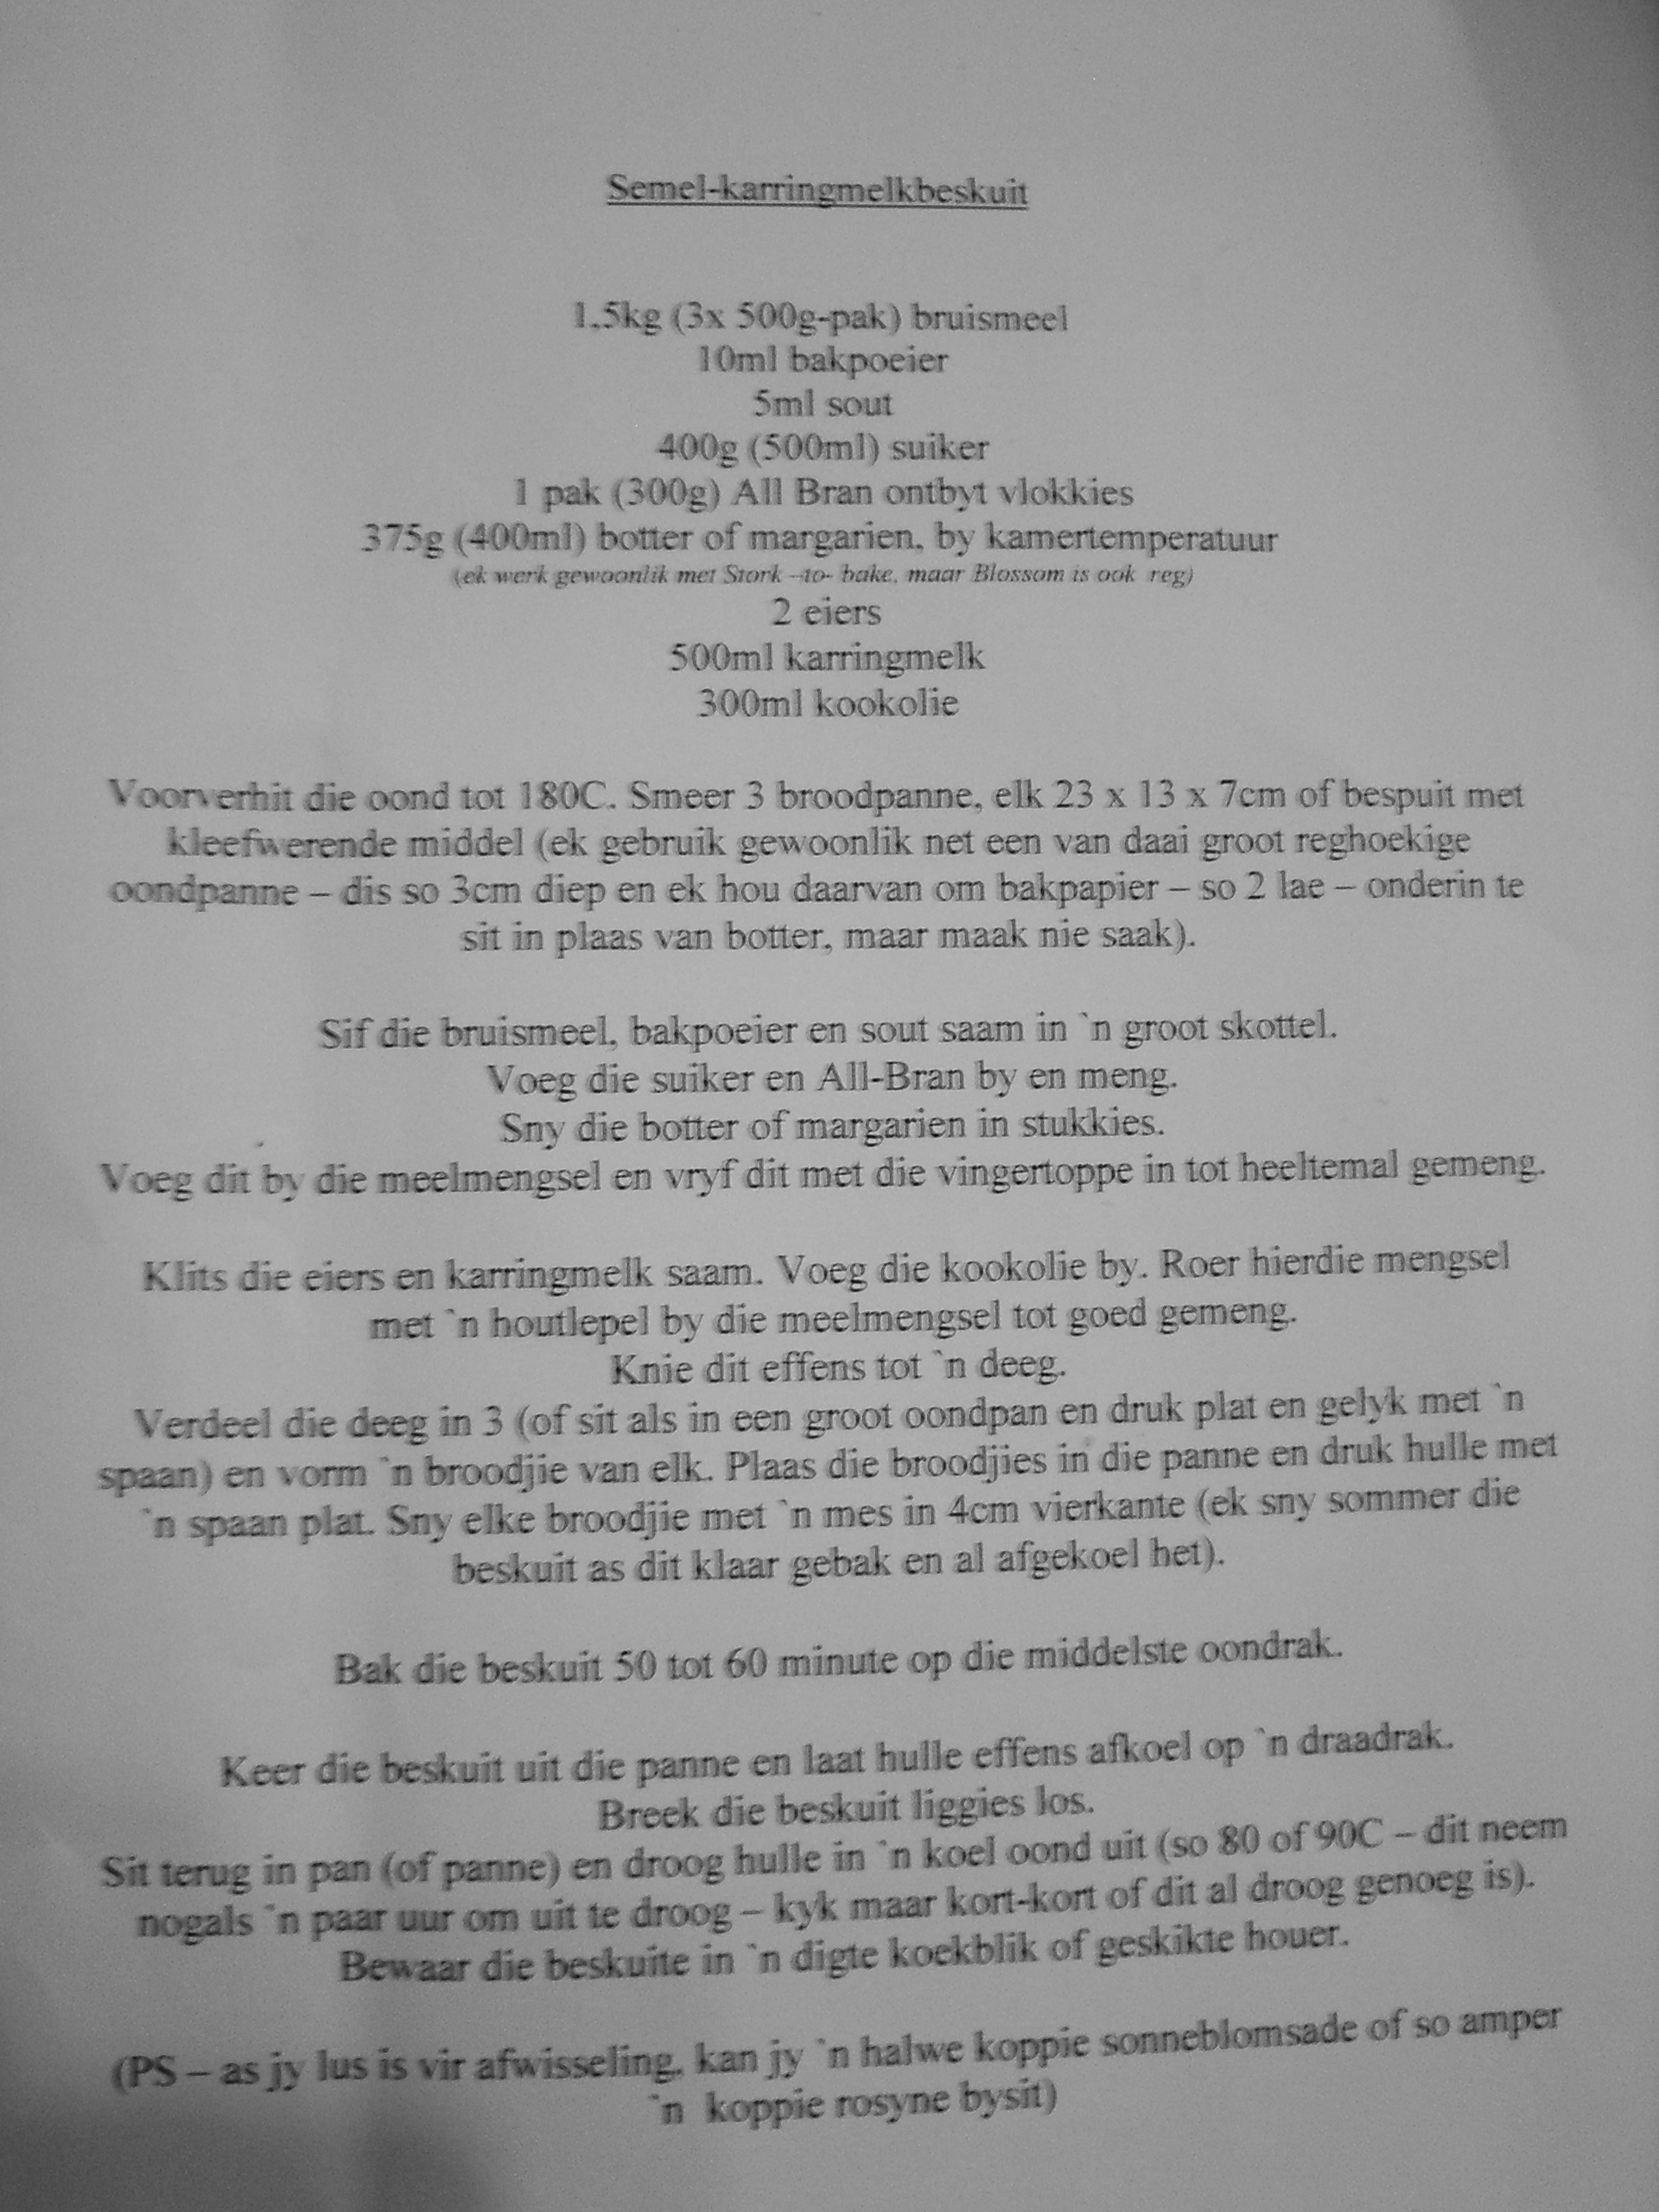 Semel-karringmelkbeskuit
1,5kg (3x 500g-pak) bruismeel
10ml bakpoeier
5ml sout
400g (500ml) suiker
1 pak (300g) All Bran ontbyt vlokkies
375g (400ml) botter of margarien, by kamertemperatuur
(ek werk gewoonlik met Stork –to- bake, maar Blossom is ook reg)
2 eiers
500ml karringmelk
300ml kookolie
Voorverhit die oond tot 180C. Smeer 3 broodpanne, elk 23 x 13 x 7cm of bespuit met
kleefwerende middel (ek gebruik gewoonlik net een van daai groot reghoekige
oondpanne – dis so 3cm diep en ek hou daarvan om bakpapier – so 2 lae – onderin te
sit in plaas van botter, maar maak nie saak).
Sif die bruismeel, bakpoeier en sout saam in `n groot skottel.
Voeg die suiker en All-Bran by en meng.
Sny die botter of margarien in stukkies.
Voeg dit by die meelmengsel en vryf dit met die vingertoppe in tot heeltemal gemeng.
Klits die eiers en karringmelk saam. Voeg die kookolie by. Roer hierdie mengsel
met `n houtlepel by die meelmengsel tot goed gemeng.
Knie dit effens tot `n deeg.
Verdeel die deeg in 3 (of sit als in een groot oondpan en druk plat en gelyk met `n
spaan) en vorm `n broodjie van elk. Plaas die broodjies in die panne en druk hulle met
`n spaan plat. Sny elke broodjie met `n mes in 4cm vierkante (ek sny sommer die
beskuit as dit klaar gebak en al afgekoel het).
Bak die beskuit 50 tot 60 minute op die middelste oondrak.
Keer die beskuit uit die panne en laat hulle effens afkoel op `n draadrak.
Breek die beskuit liggies los.
Sit terug in pan (of panne) en droog hulle in `n koel oond uit (so 80 of 90C – dit neem
nogals `n paar uur om uit te droog – kyk maar kort-kort of dit al droog genoeg is).
Bewaar die beskuite in `n digte koekblik of geskikte houer.
(PS – as jy lus is vir afwisseling, kan jy `n halwe koppie sonneblomsade of so amper
`n koppie rosyne bysit)